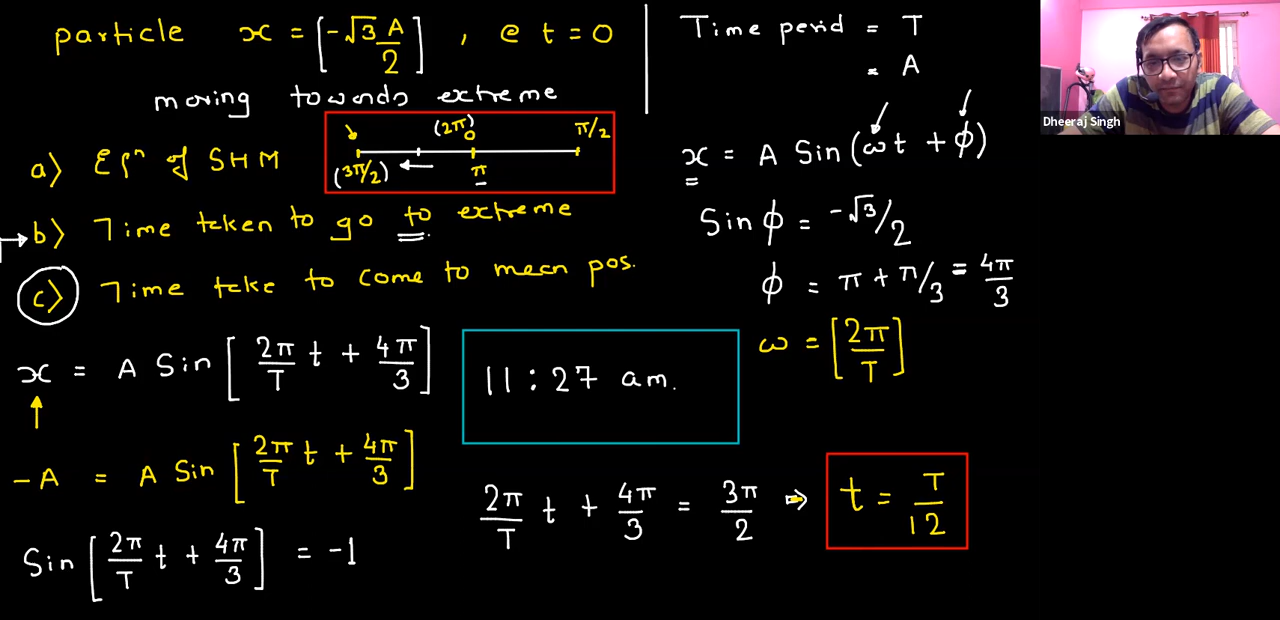 particle x = [-√3 A/2] , @ t = 0
moving towards extreme
a) Eqⁿ of SHM
(2π) 0 π/2
(3π/2) π
→ b) Time taken to go to extreme
c) Time take to come to mean pos.
x = A Sin [2π/T t + 4π/3]
-A = A Sin [2π/T t + 4π/3]
Sin [2π/T t + 4π/3] = -1
11:27 am.
2π/T t + 4π/3 = 3π/2 ⇒ t = T/12
Time perid = T
= A
x = A Sin (ωt + ϕ)
Sin ϕ = -√3/2
ϕ = π + π/3 = 4π/3
ω = [2π/T]
Dheeraj Singh